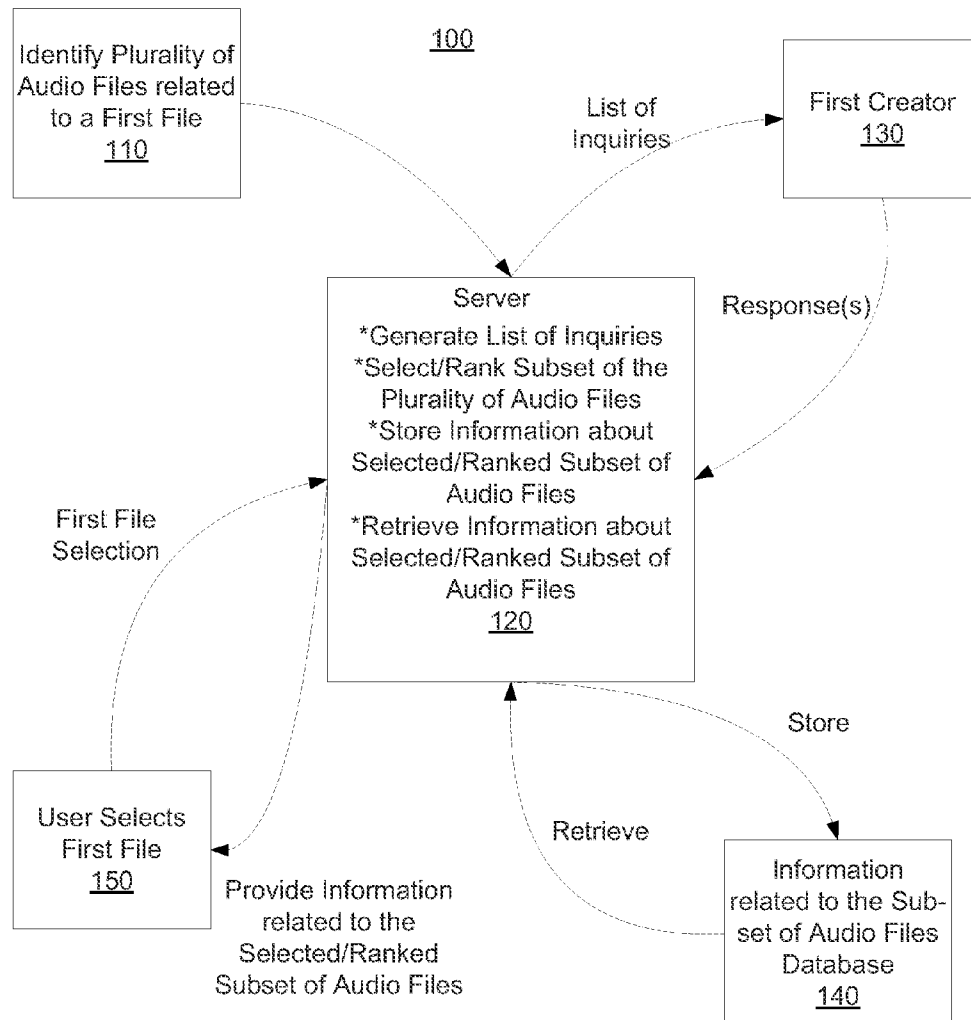 Identify Plurality of
Audio Files related
to a First File
110
100
List of
Inquiries
First Creator
130
Response(s)
Server
*Generate List of Inquiries
*Select/Rank Subset of the
Plurality of Audio Files
*Store Information about
Selected/Ranked Subset of
Audio Files
*Retrieve Information about
Selected/Ranked Subset of
Audio Files
120
First File
Selection
User Selects
First File
150
Provide Information
related to the
Selected/Ranked
Subset of Audio Files
Store
Retrieve
Information
related to the Sub-
set of Audio Files
Database
140